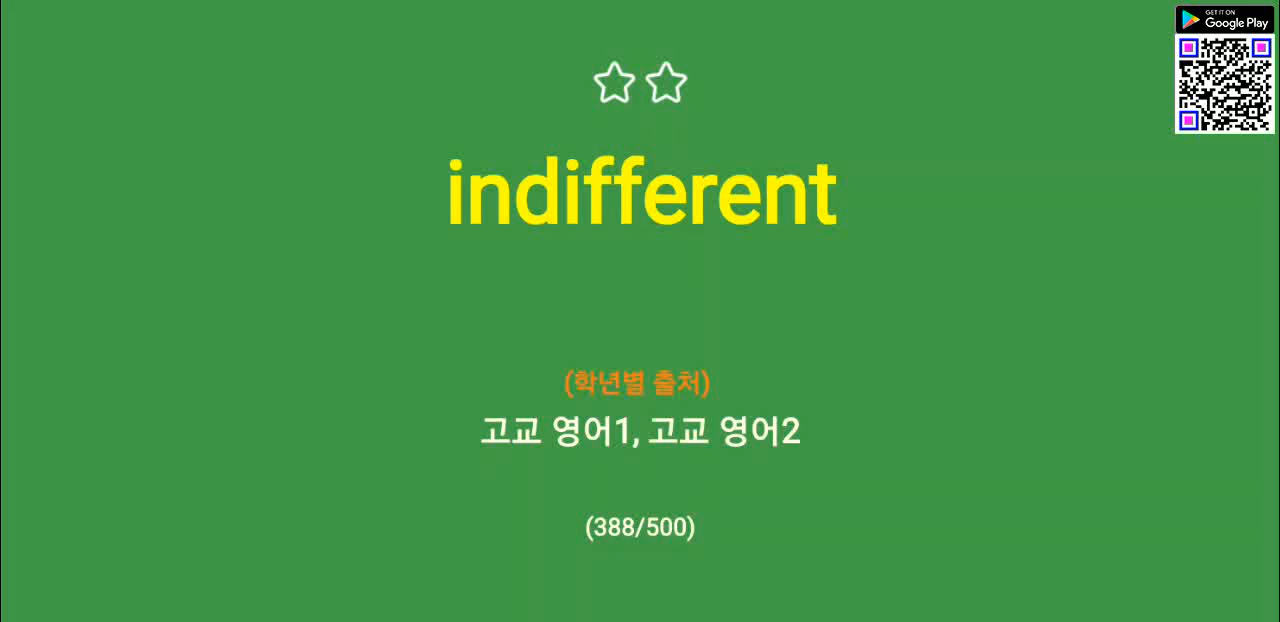 GET IT ON
Google Play
indifferent
(학년별 출처)
고교 영어1, 고교 영어2
(388/500)